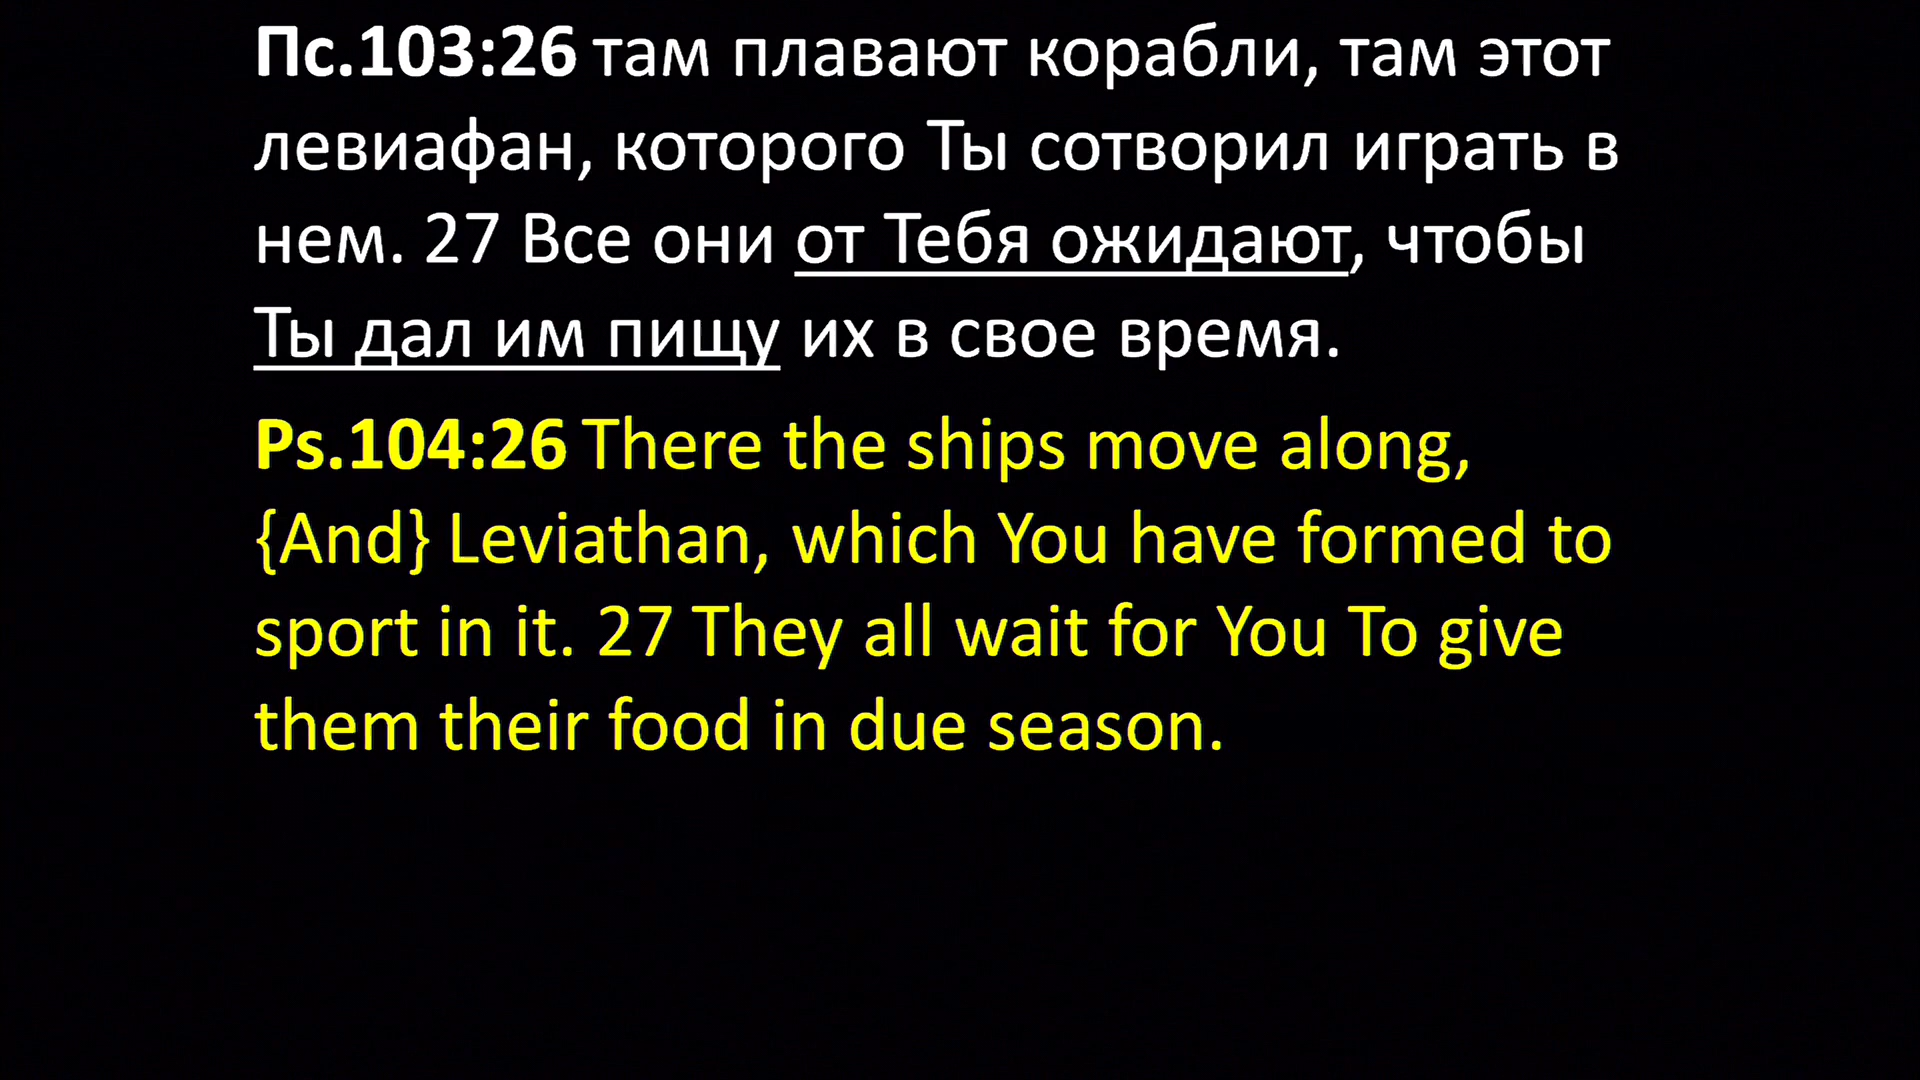 Пс.103:26 там плавают корабли, там этот
левиафан, которого Ты сотворил играть в
нем. 27 Все они от Тебя ожидают, чтобы
Ты дал им пищу их в свое время.
Ps.104:26 There the ships move along,
{And} Leviathan, which You have formed to
sport in it. 27 They all wait for You To give
them their food in due season.